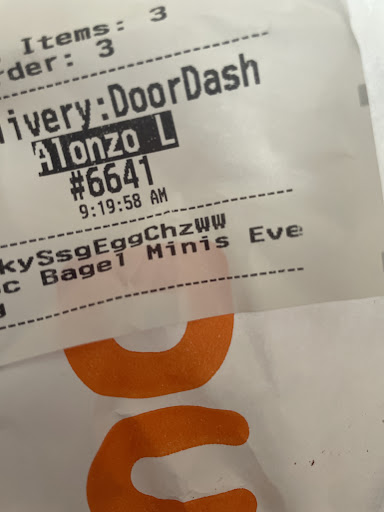 Items: 3
rder: 3
livery:DoorDash
Alonzo L
#6641
9:19:58 AM
kySsgEggChzWW
c Bagel Minis Eve